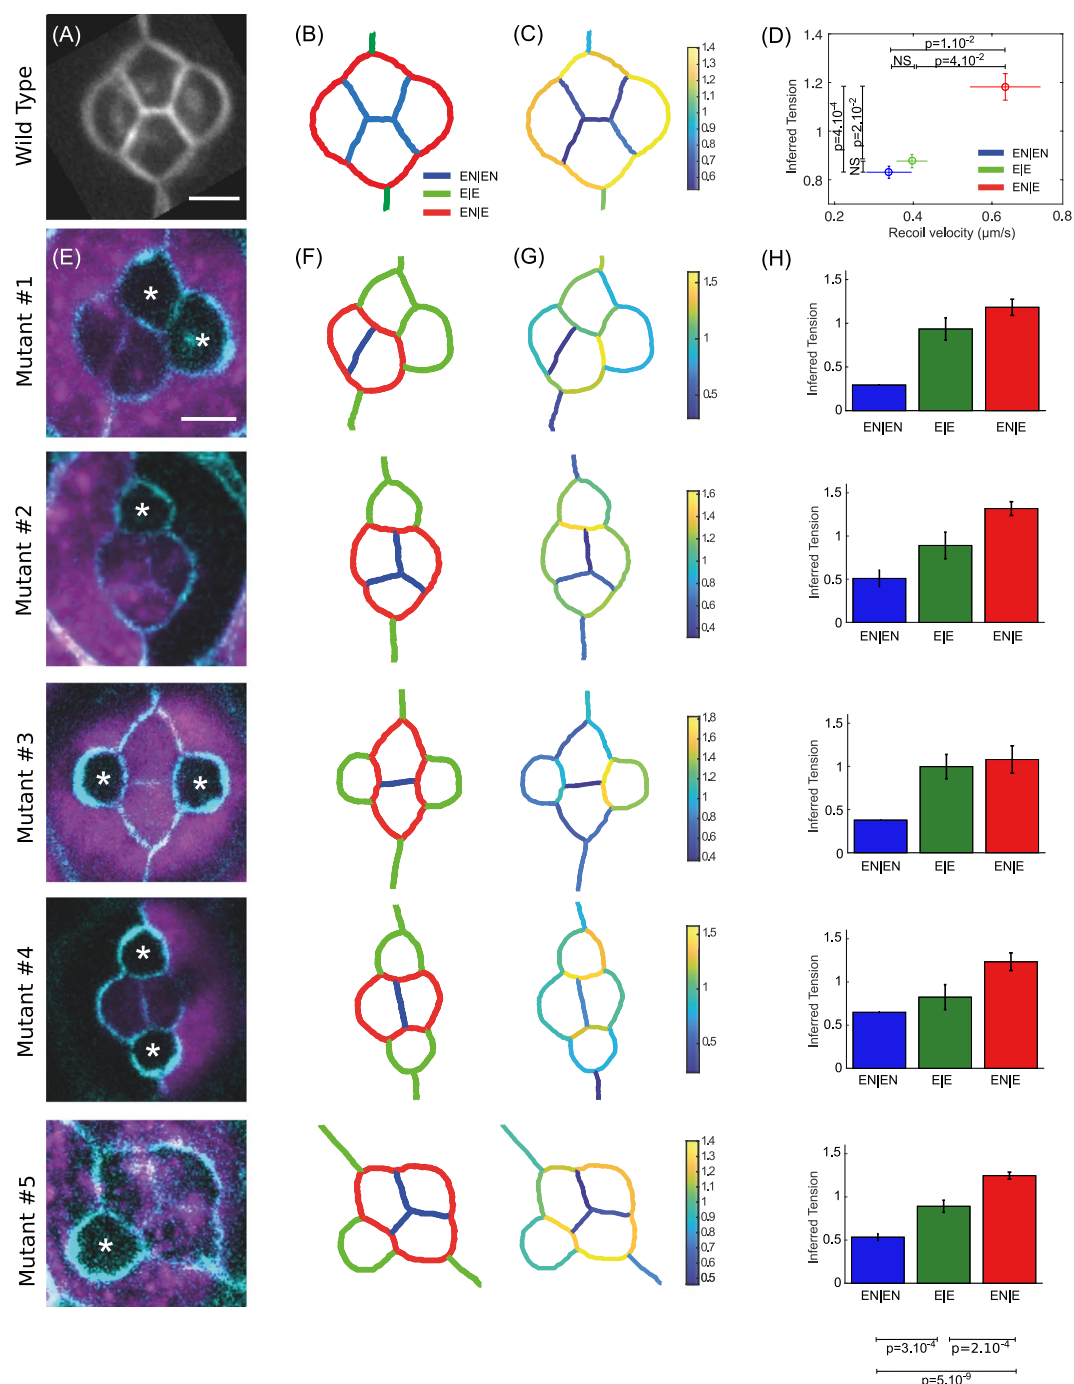 Wild Type
(A)
(B)
EN|EN
E|E
EN|E
(C)
1.4
1.3
1.2
1.1
1
0.9
0.8
0.7
0.6
(D)
Inferred Tension
1.4
1.2
1
0.8
p=1.10-2
NS
p=4.10-2
p=4.10-4
p=2.10-2
NS
EN|EN
E|E
EN|E
0.2
0.4
0.6
0.8
Recoil velocity (μm/s)
Mutant #1
(E)
*
*
(F)
(G)
1.5
1
0.5
(H)
Inferred Tension
1.5
1
0.5
0
EN|EN
E|E
EN|E
Mutant #2
*
1.6
1.4
1.2
1
0.8
0.6
0.4
Inferred Tension
1.5
1
0.5
0
EN|EN
E|E
EN|E
Mutant #3
*
*
1.8
1.6
1.4
1.2
1
0.8
0.6
0.4
Inferred Tension
1.5
1
0.5
0
EN|EN
E|E
EN|E
Mutant #4
*
*
1.5
1
0.5
Inferred Tension
1.5
1
0.5
0
EN|EN
E|E
EN|E
Mutant #5
*
1.4
1.3
1.2
1.1
1
0.9
0.8
0.7
0.6
0.5
Inferred Tension
1.5
1
0.5
0
EN|EN
E|E
EN|E
p=3.10-4
p=2.10-4
p=5.10-9